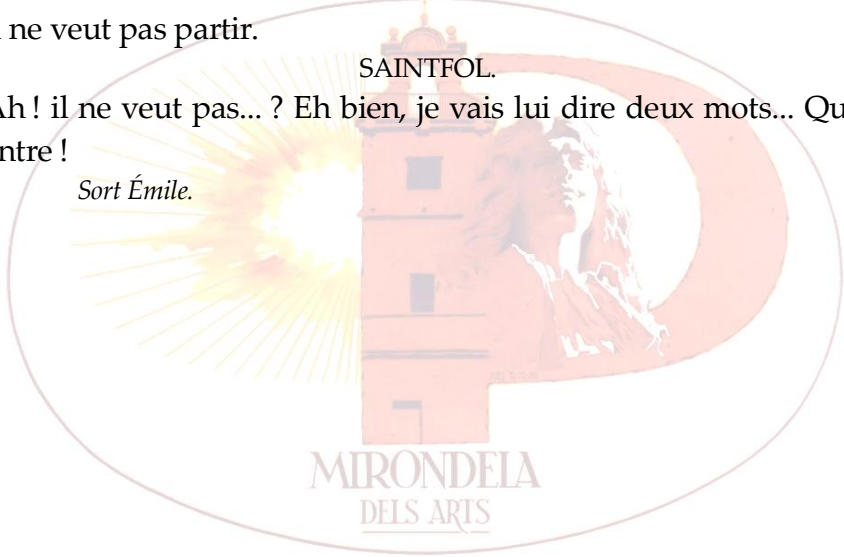 l ne veut pas partir.
SAINTFOL.
Ah ! il ne veut pas... ? Eh bien, je vais lui dire deux mots... Qu
ntre !
Sort Émile.
MIRONDELA
DELS ARTS